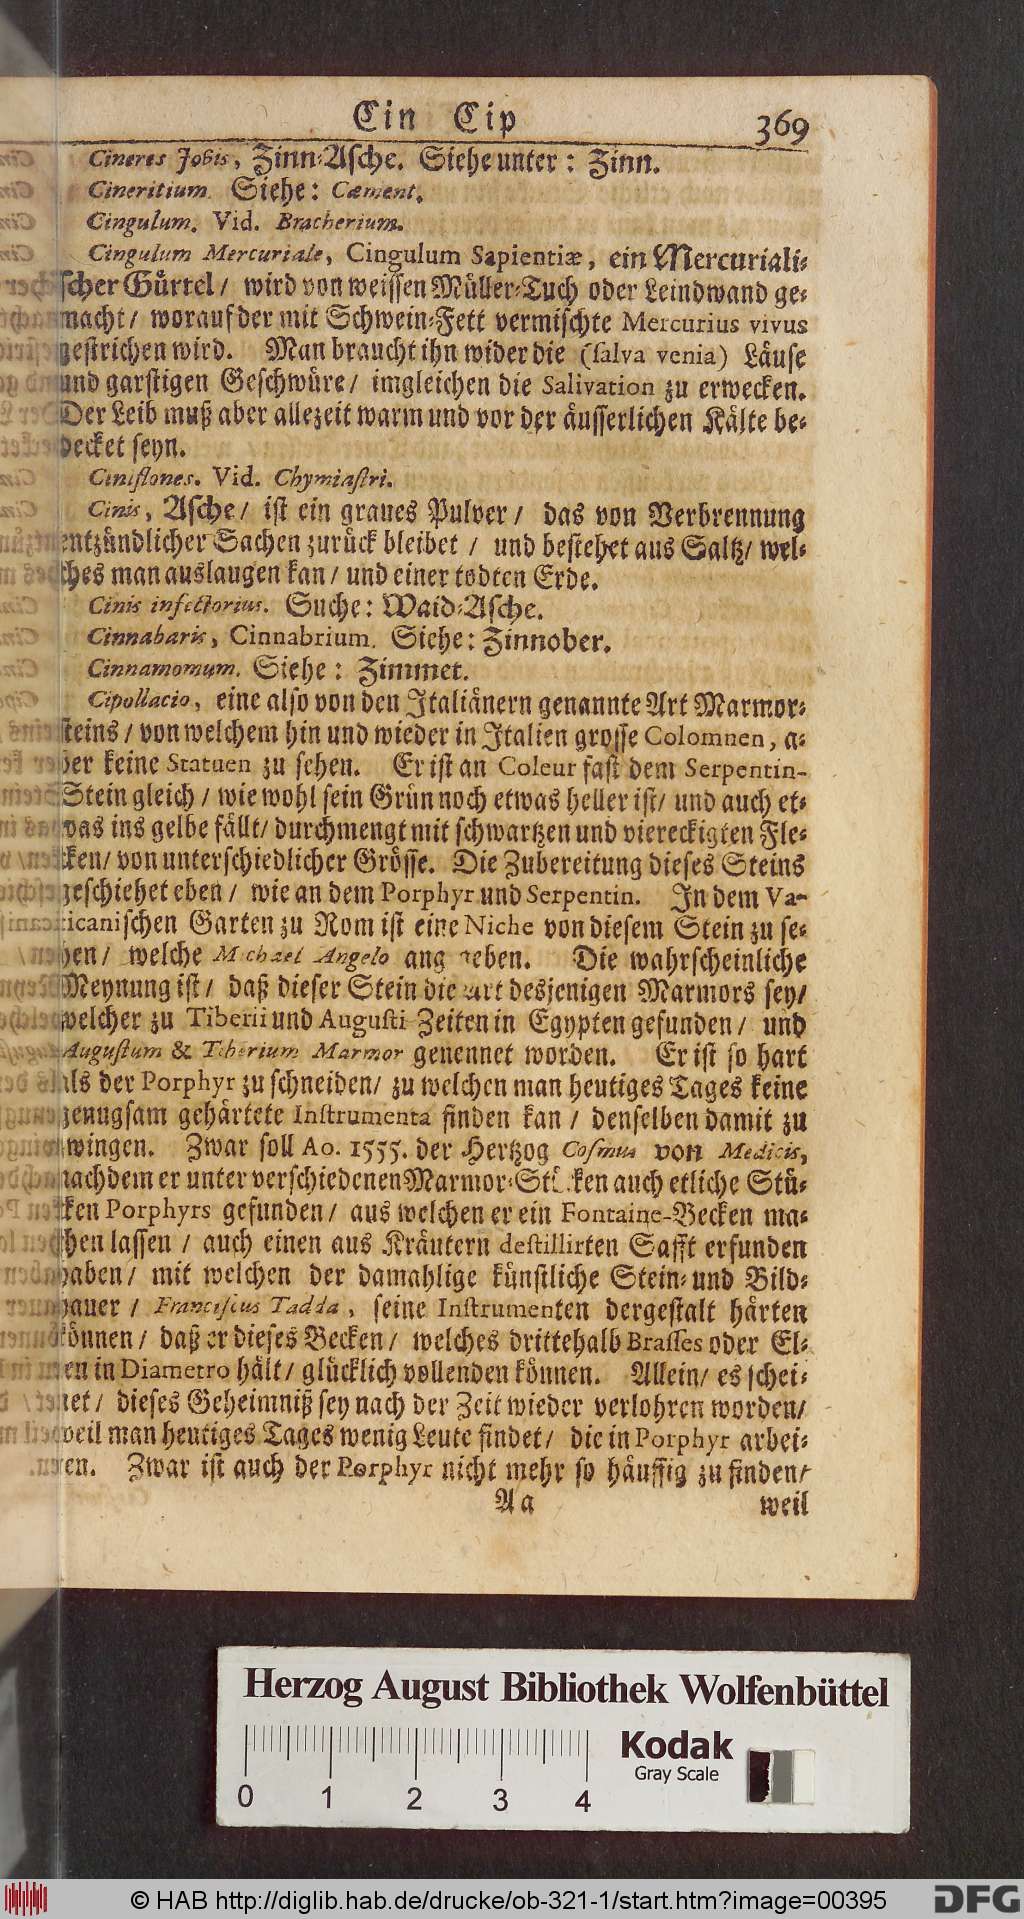 Cin Cip 369
Cineres Jovis, Zinn-Asche. Siehe unter: Zinn.
Cineritium. Siehe: Cæment.
Cingulum. Vid. Bracherium.
Cingulum Mercuriale, Cingulum Sapientiæ, ein Mercuriali-
scher Gürtel/ wird von weissen Müller-Tuch oder Leindwand ge-
macht/ worauf der mit Schwein-Fett vermischte Mercurius vivus
gestrichen wird. Man braucht ihn wider die (salva venia) Läuse
und garstigen Geschwüre/ imgleichen die Salivation zu erwecken.
Der Leib muß aber allezeit warm und vor der äusserlichen Kälte be-
decket seyn.
Ciniflones. Vid. Chymiastri.
Cinis, Asche/ ist ein graues Pulver/ das von Verbrennung
entzündlicher Sachen zurück bleibet/ und bestehet aus Saltz/ wel-
ches man auslaugen kan/ und einer todten Erde.
Cinis infectorius. Suche: Waid-Asche.
Cinnabaris, Cinnabrium. Siehe: Zinnober.
Cinnamomum. Siehe: Zimmet.
Cipollacio, eine also von den Italiänern genannte Art Marmor-
steins/ von welchem hin und wieder in Italien grosse Colomnen, a-
ber keine Statuen zu sehen. Er ist an Coleur fast dem Serpentin-
Stein gleich/ wie wohl sein Grün noch etwas heller ist/ und auch et-
was ins gelbe fällt/ durchmengt mit schwartzen und viereckigten Fle-
cken/ von unterschiedlicher Grösse. Die Zubereitung dieses Steins
geschiehet eben/ wie an dem Porphyr und Serpentin. In dem Va-
ticanischen Garten zu Rom ist eine Niche von diesem Stein zu se-
hen/ welche Michael Angelo angegeben. Die wahrscheinliche
Meynung ist/ daß dieser Stein die Art desjenigen Marmors sey/
welcher zu Tiberii und Augusti Zeiten in Egypten gefunden/ und
Augustum & Tiberium Marmor genennet worden. Er ist so hart
als der Porphyr zu schneiden/ zu welchen man heutiges Tages keine
genugsam gehärtete Instrumenta finden kan/ denselben damit zu
zwingen. Zwar soll Ao. 1555. der Hertzog Cosmus von Medicis,
nachdem er unter verschiedenen Marmor-Stücken auch etliche Stü-
cken Porphyrs gefunden/ aus welchen er ein Fontaine-Becken ma-
chen lassen/ auch einen aus Kräutern destillirten Safft erfunden
haben/ mit welchen der damahlige künstliche Stein- und Bild-
hauer/ Franciscus Tadda, seine Instrumenten dergestalt härten
können/ daß er dieses Becken/ welches drittehalb Brasses oder El-
len in Diametro hält/ glücklich vollenden können. Allein/ es schei-
net/ dieses Geheimniß sey nach der Zeit wieder verlohren worden/
weil man heutiges Tages wenig Leute findet/ die in Porphyr arbei-
ten. Zwar ist auch der Porphyr nicht mehr so häuffig zu finden/
Aa weil
Herzog August Bibliothek Wolfenbüttel
Kodak
Gray Scale
0 1 2 3 4
© HAB http://diglib.hab.de/drucke/ob-321-1/start.htm?image=00395
DFG